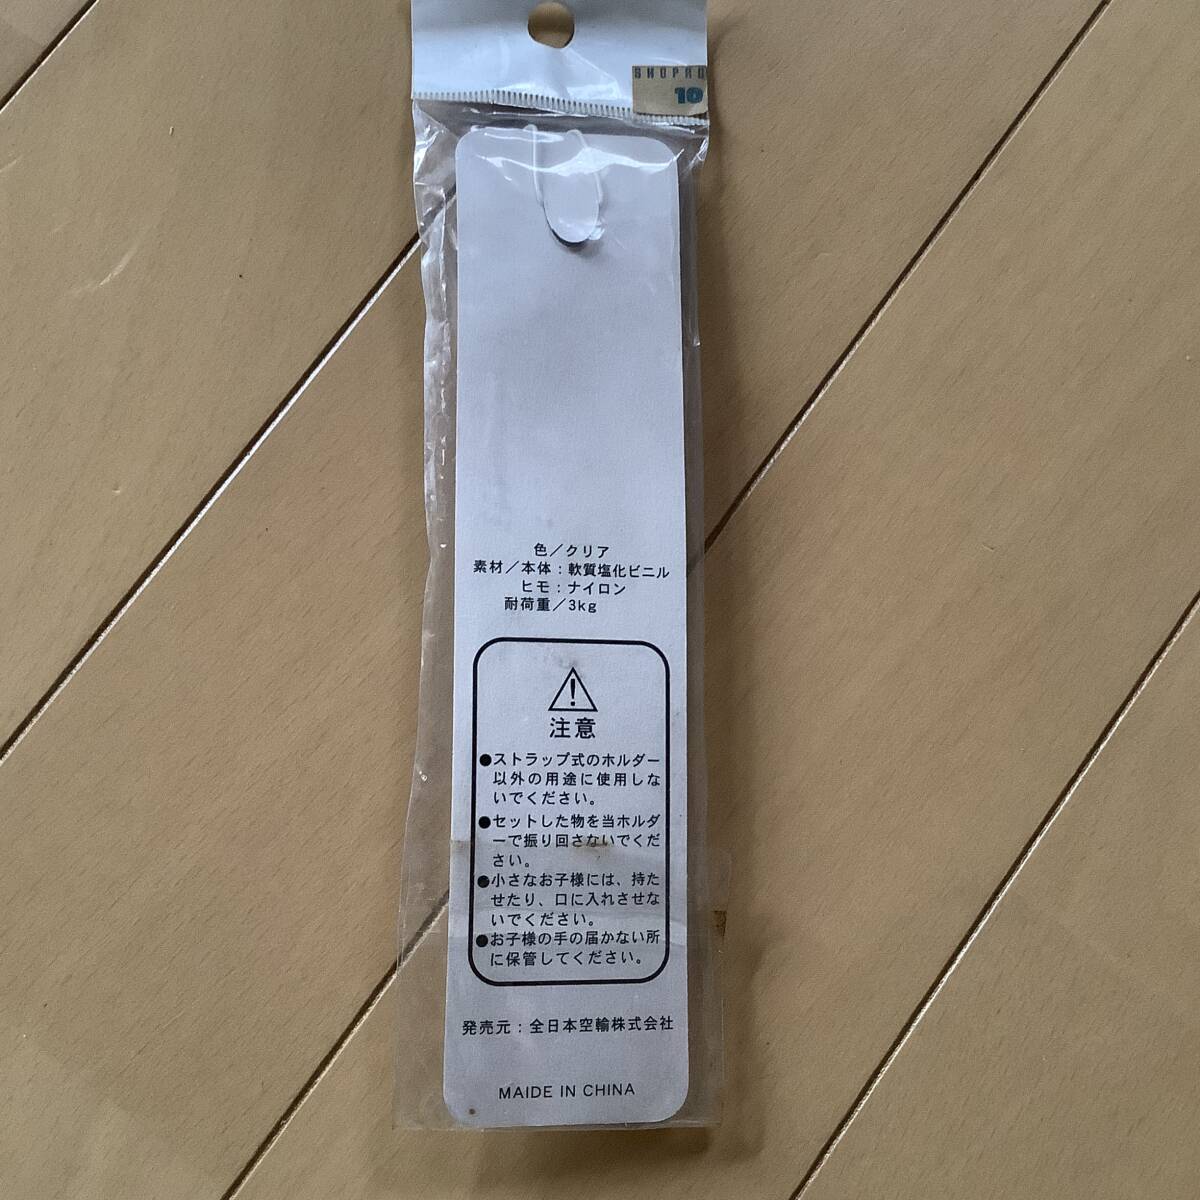 10
色／クリア
素材／本体：軟質塩化ビニル
ヒモ：ナイロン
耐荷重／3kg
注意
●ストラップ式のホルダー
以外の用途に使用しな
いでください。
●セットした物を当ホルダ
ーで振り回さないでくだ
さい。
●小さなお子様には、持た
せたり、口に入れさせな
いでください。
●お子様の手の届かない所
に保管してください。
発売元：全日本空輸株式会社
MAIDE IN CHINA